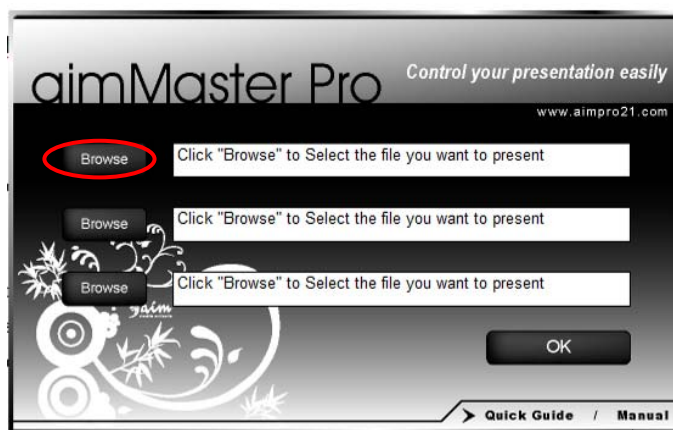 aimMaster Pro
Control your presentation easily
www.aimpro21.com
Browse
Click "Browse" to Select the file you want to present
Browse
Click "Browse" to Select the file you want to present
Browse
Click "Browse" to Select the file you want to present
aim
OK
Quick Guide / Manual